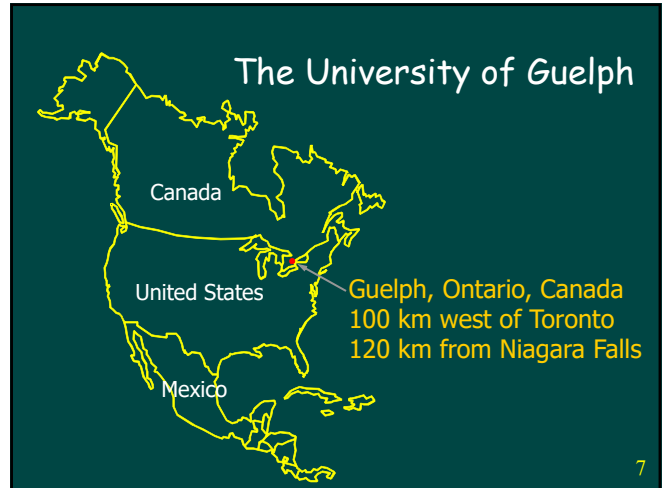 The University of Guelph
Canada
United States
Guelph, Ontario, Canada
100 km west of Toronto
120 km from Niagara Falls
Mexico
7